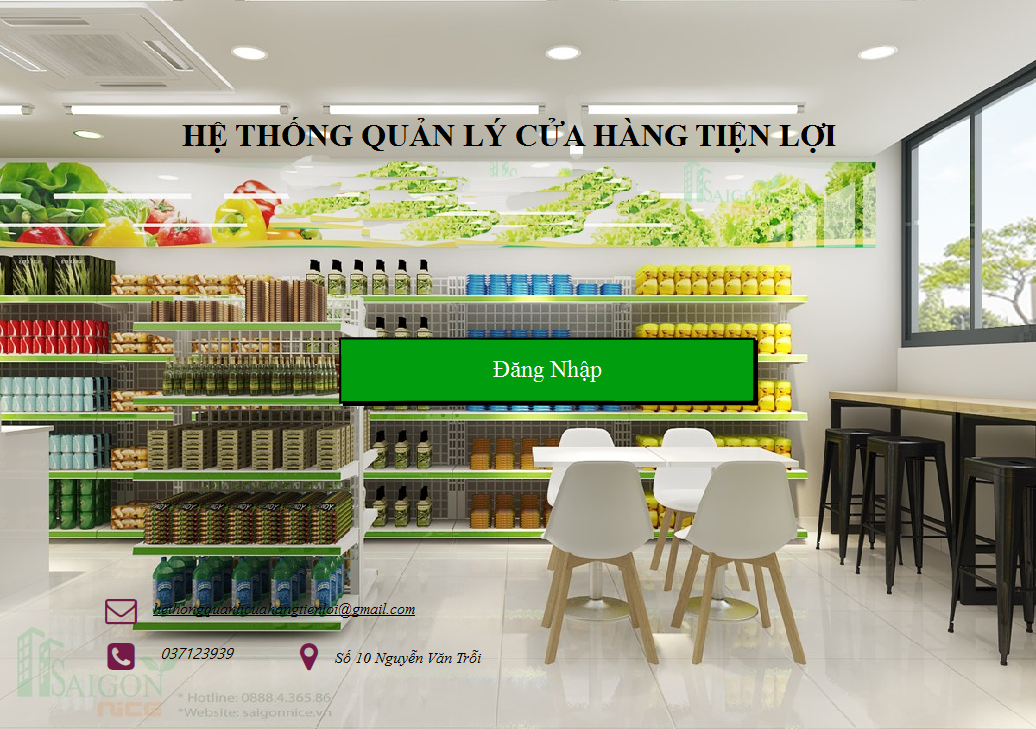 HỆ THỐNG QUẢN LÝ CỬA HÀNG TIỆN LỢI
Đăng Nhập
hethongquanlicuahangtienloi@gmail.com
037123939
Số 10 Nguyễn Văn Trỗi
SAIGON
nice
* Hotline: 0888.4.365.86
*Website: saigonnice.vn